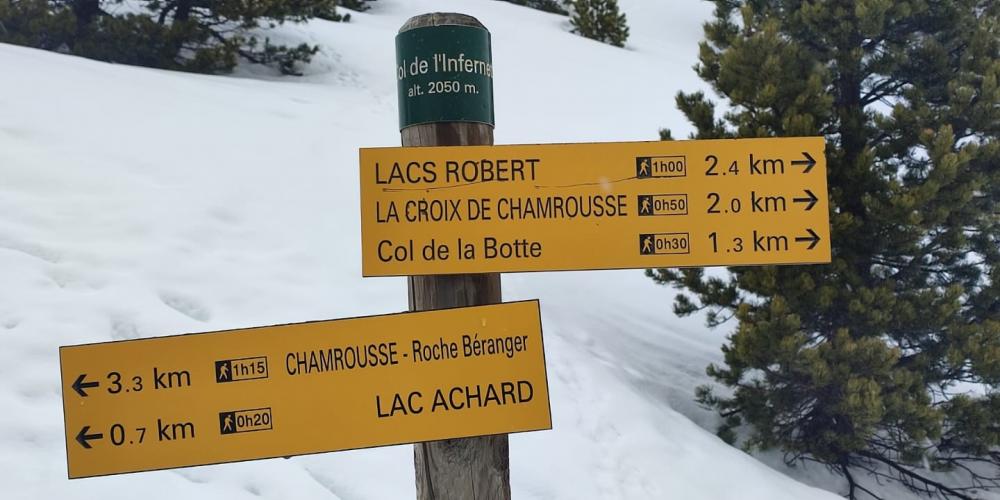 Col de l'Infernet
alt. 2050 m.
LACS ROBERT 1h00 2.4 km →
LA CROIX DE CHAMROUSSE 0h50 2.0 km →
Col de la Botte 0h30 1.3 km →
← 3.3 km 1h15 CHAMROUSSE - Roche Béranger
← 0.7 km 0h20 LAC ACHARD